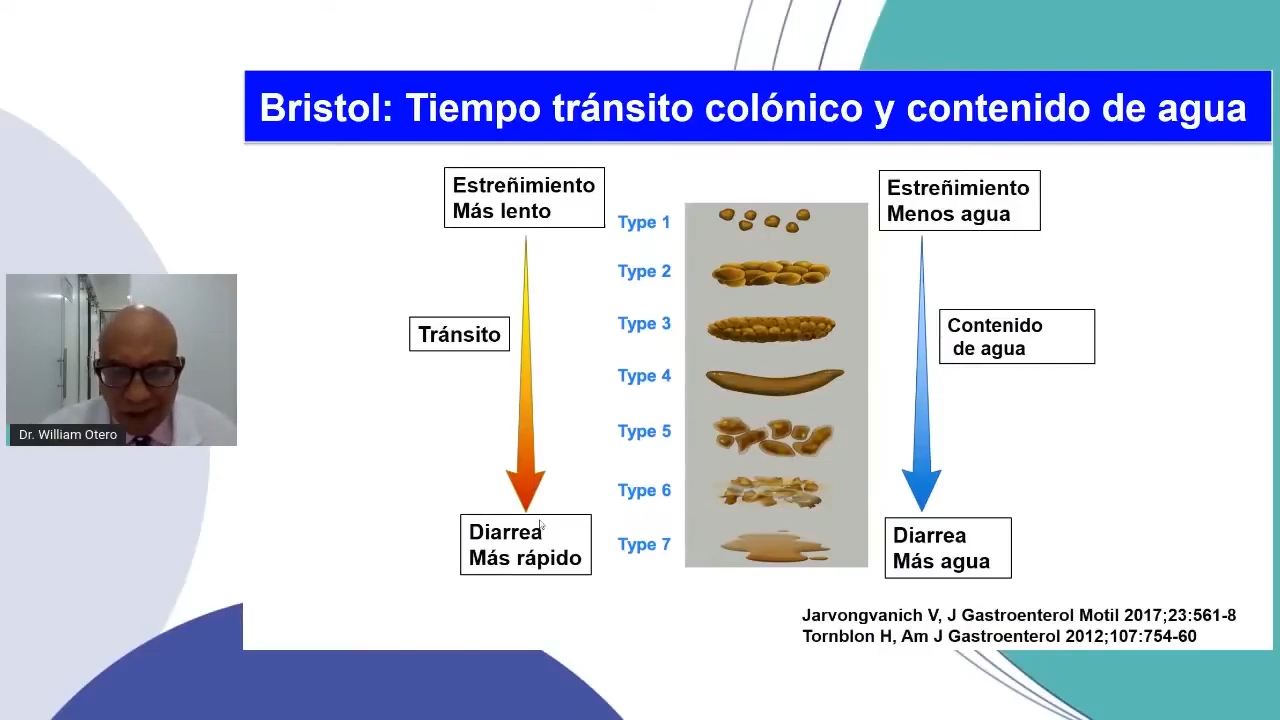 Bristol: Tiempo tránsito colónico y contenido de agua
Estreñimiento
Más lento
Tránsito
Diarrea
Más rápido
Type 1
Type 2
Type 3
Type 4
Type 5
Type 6
Type 7
Estreñimiento
Menos agua
Contenido
de agua
Diarrea
Más agua
Dr. William Otero
Jarvongvanich V, J Gastroenterol Motil 2017;23:561-8
Tornblon H, Am J Gastroenterol 2012;107:754-60